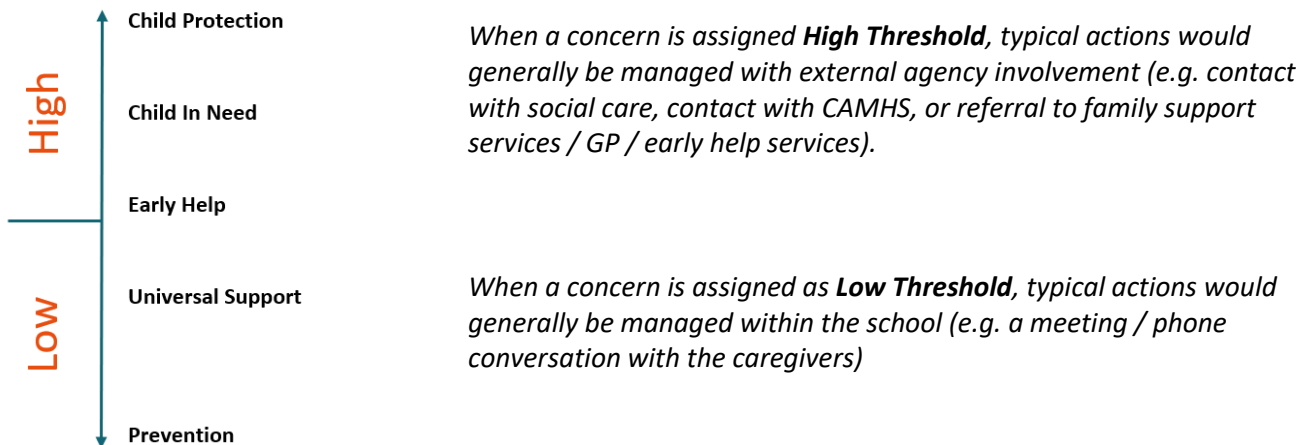 High
Low
Child Protection
Child In Need
Early Help
Universal Support
Prevention
When a concern is assigned High Threshold, typical actions would
generally be managed with external agency involvement (e.g. contact
with social care, contact with CAMHS, or referral to family support
services / GP / early help services).
When a concern is assigned as Low Threshold, typical actions would
generally be managed within the school (e.g. a meeting / phone
conversation with the caregivers)